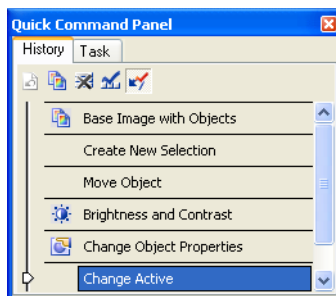 Quick Command Panel
History Task
Base Image with Objects
Create New Selection
Move Object
Brightness and Contrast
Change Object Properties
Change Active